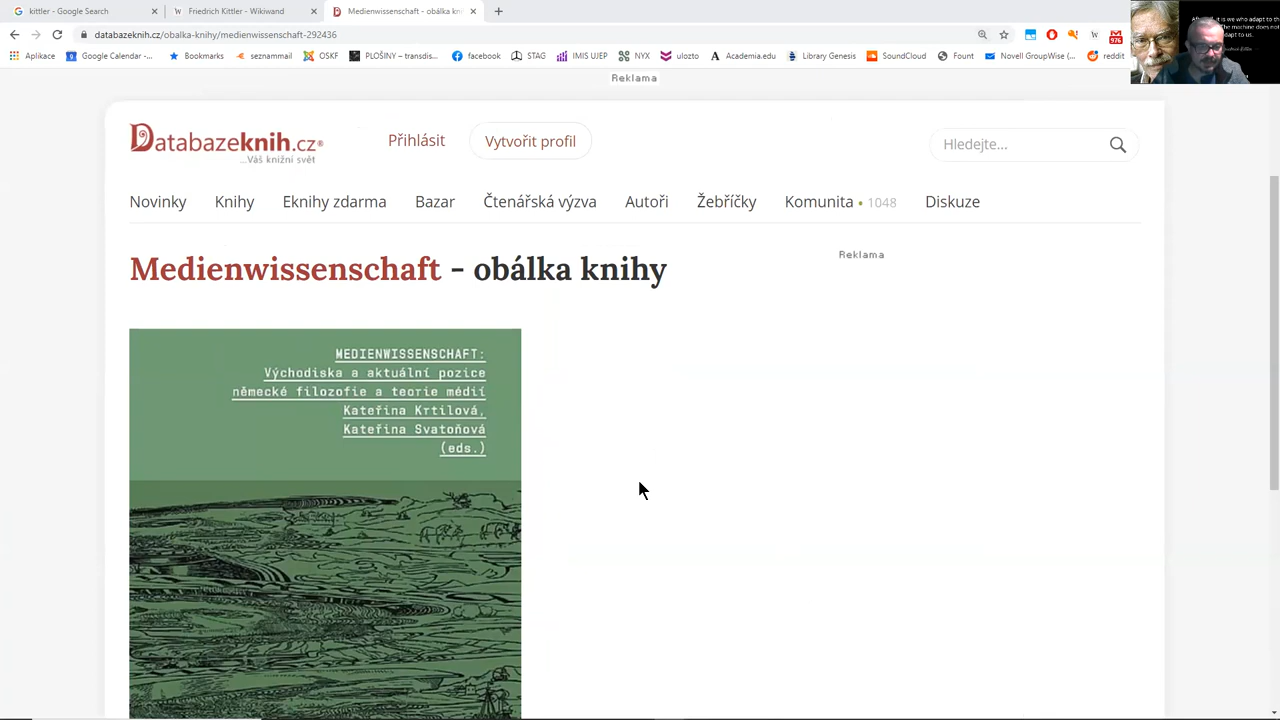 kittler - Google Search
Friedrich Kittler - Wikiwand
Medienwissenschaft - obálka kni
databazeknih.cz/obalka-knihy/medienwissenschaft-292436
Aplikace
Google Calendar -...
Bookmarks
seznammail
OSKF
PLOŠINY – transdis...
facebook
STAG
IMIS UJEP
NYX
ulozto
Academia.edu
Library Genesis
SoundCloud
Fount
Novell GroupWise (...
reddit
976
Reklama
Databazeknih.cz®
...Váš knižní svět
Přihlásit
Vytvořit profil
Hledejte...
Novinky Knihy Eknihy zdarma Bazar Čtenářská výzva Autoři Žebříčky Komunita • 1048 Diskuze
Medienwissenschaft - obálka knihy
Reklama
MEDIENWISSENSCHAFT:
Východiska a aktuální pozice
německé filozofie a teorie médií
Kateřina Krtilová,
Kateřina Svatoňová
(eds.)